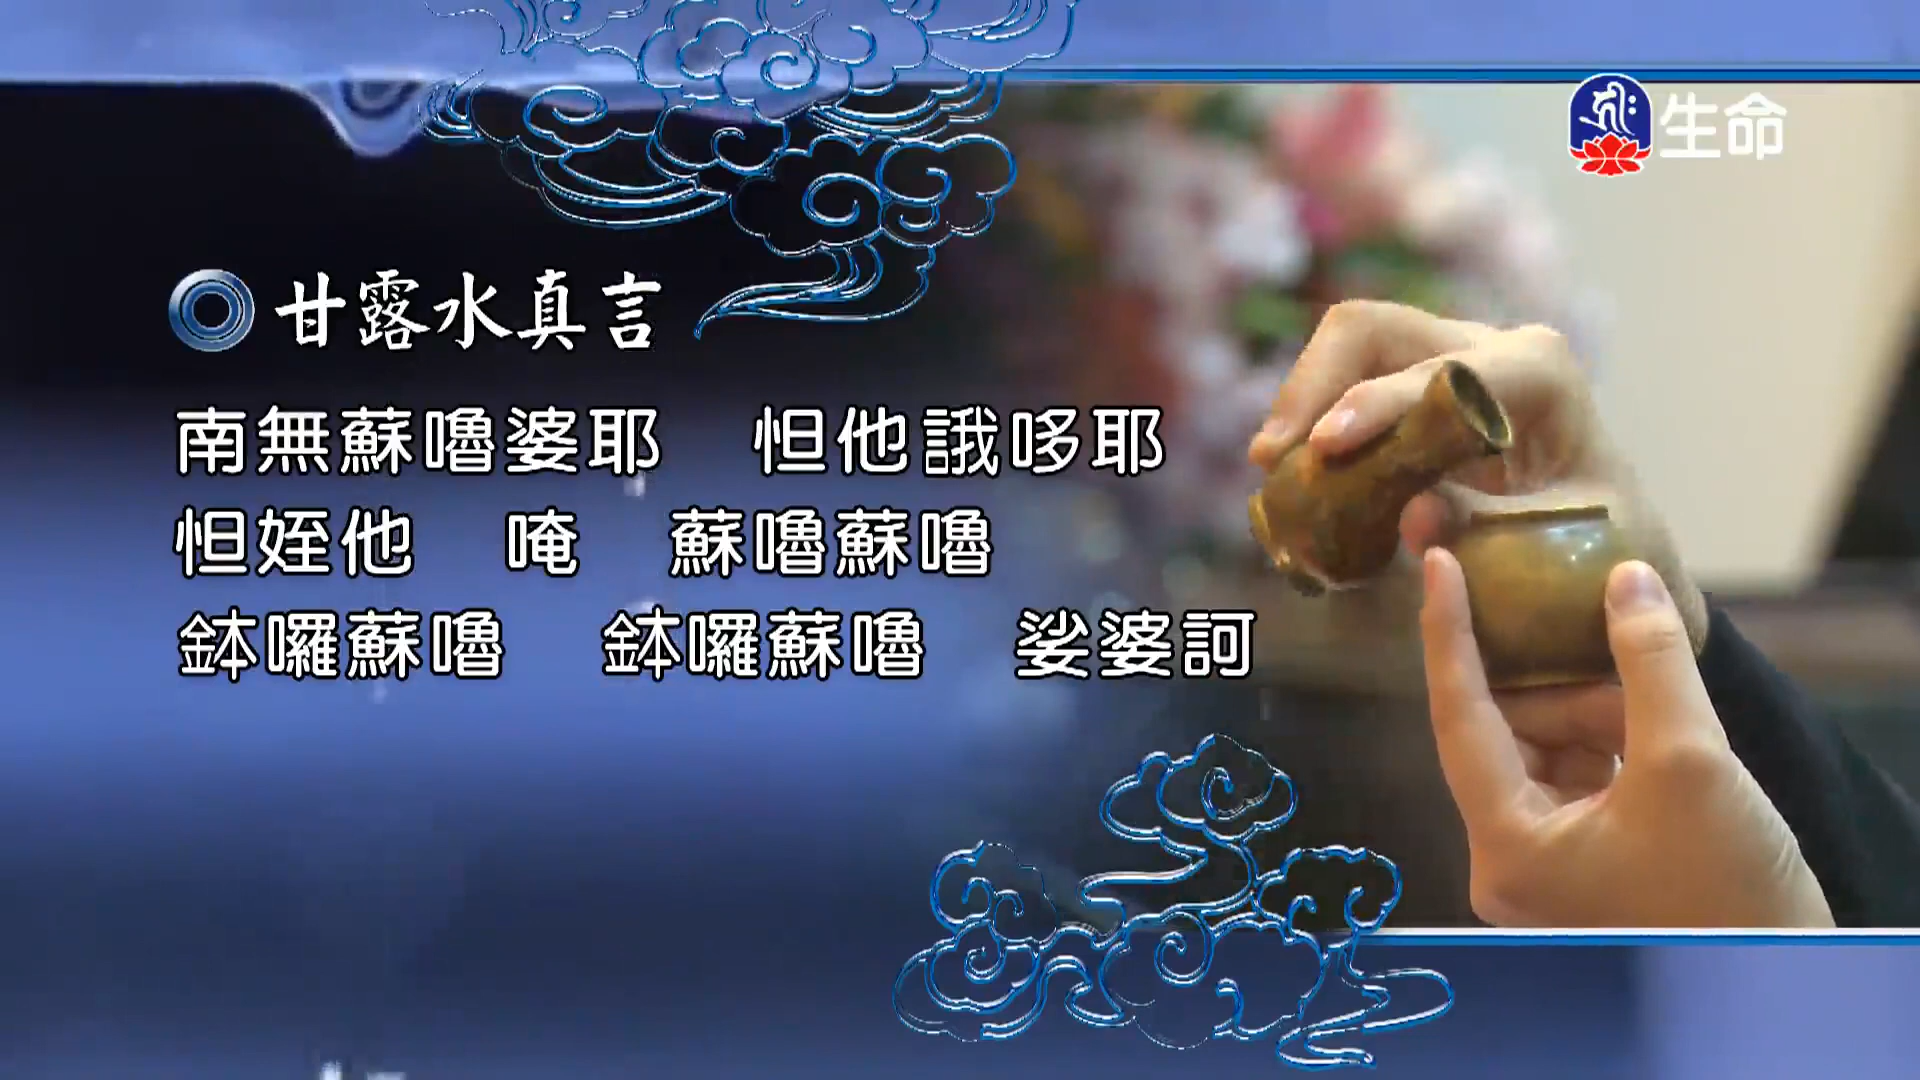 生命
甘露水真言
南無蘇嚕婆耶　怛他誐哆耶
怛姪他　唵　蘇嚕蘇嚕
鉢囉蘇嚕　鉢囉蘇嚕　娑婆訶